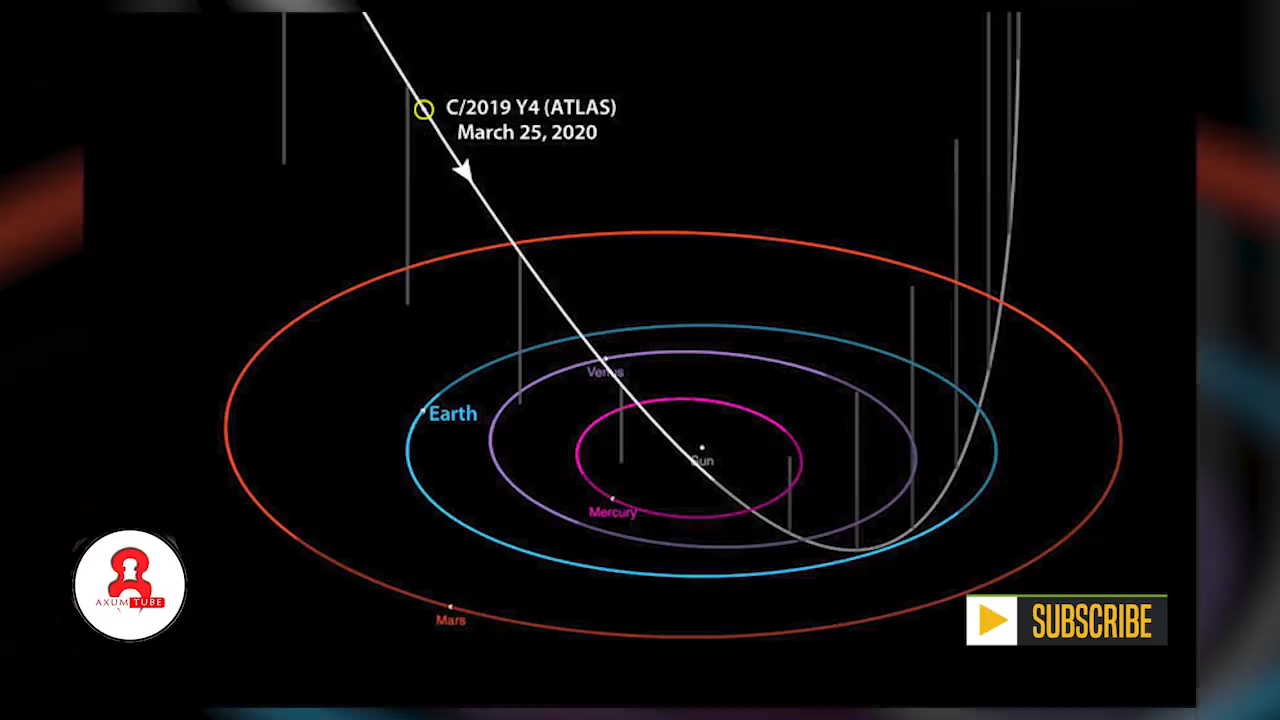 C/2019 Y4 (ATLAS)
March 25, 2020
Venus
Earth
Sun
Mercury
AXUM TUBE
Mars
SUBSCRIBE